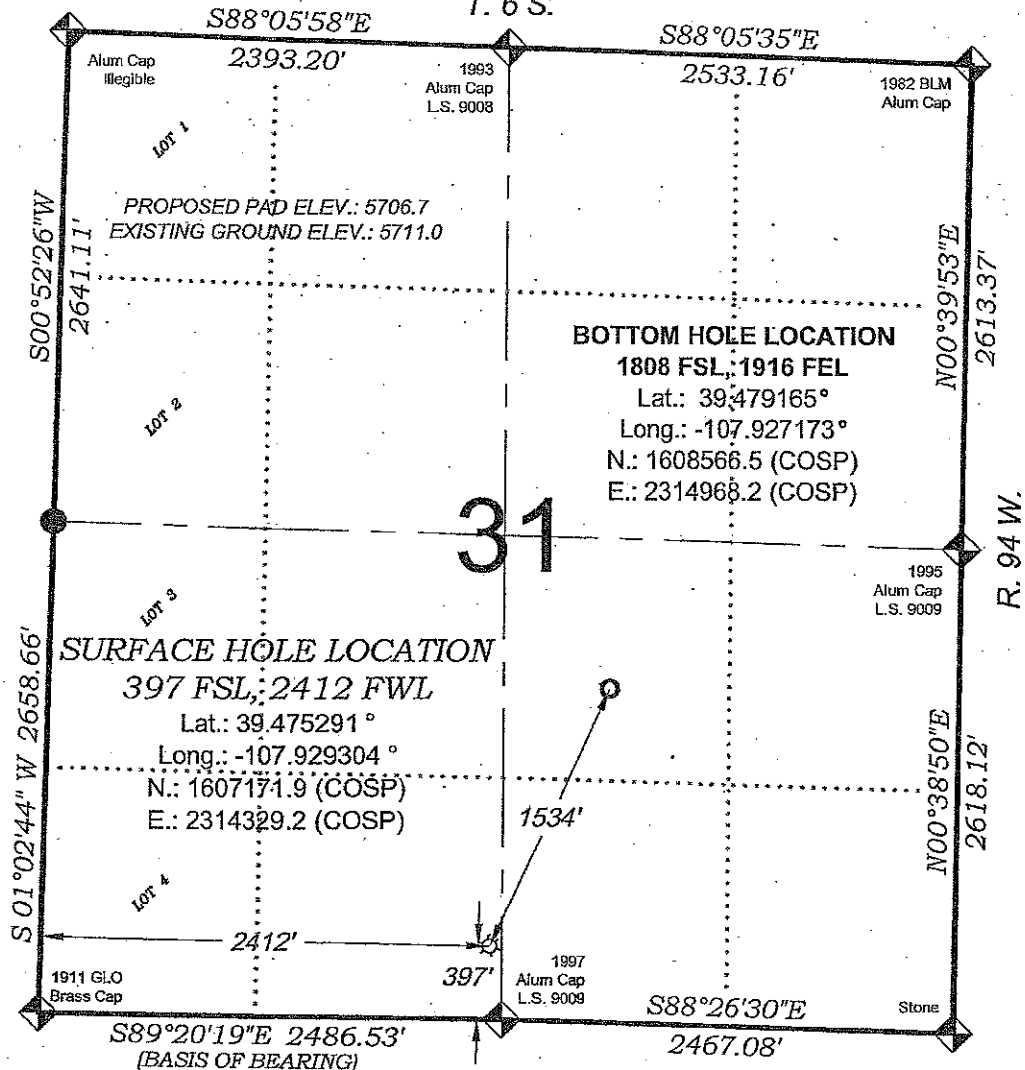 T. 6 S.
S88°05'58"E
2393.20'
S88°05'35"E
2533.16'
Alum Cap
Illegible
1993
Alum Cap
L.S. 9008
1982 BLM
Alum Cap
LOT 1
PROPOSED PAD ELEV.: 5706.7
EXISTING GROUND ELEV.: 5711.0
S00°52'26"W
2641.11'
N00°39'53"E
2613.37'
BOTTOM HOLE LOCATION
1808 FSL, 1916 FEL
Lat.: 39.479165°
Long.: -107.927173°
N.: 1608566.5 (COSP)
E.: 2314968.2 (COSP)
LOT 2
31
R. 94 W.
1995
Alum Cap
L.S. 9009
LOT 3
SURFACE HOLE LOCATION
397 FSL, 2412 FWL
Lat.: 39.475291 °
Long.: -107.929304 °
N.: 1607171.9 (COSP)
E.: 2314329.2 (COSP)
S 01°02'44" W 2658.66'
N00°38'50"E
2618.12'
1534'
LOT 4
2412'
397'
1911 GLO
Brass Cap
1997
Alum Cap
L.S. 9009
Stone
S89°20'19"E 2486.53'
(BASIS OF BEARING)
S88°26'30"E
2467.08'